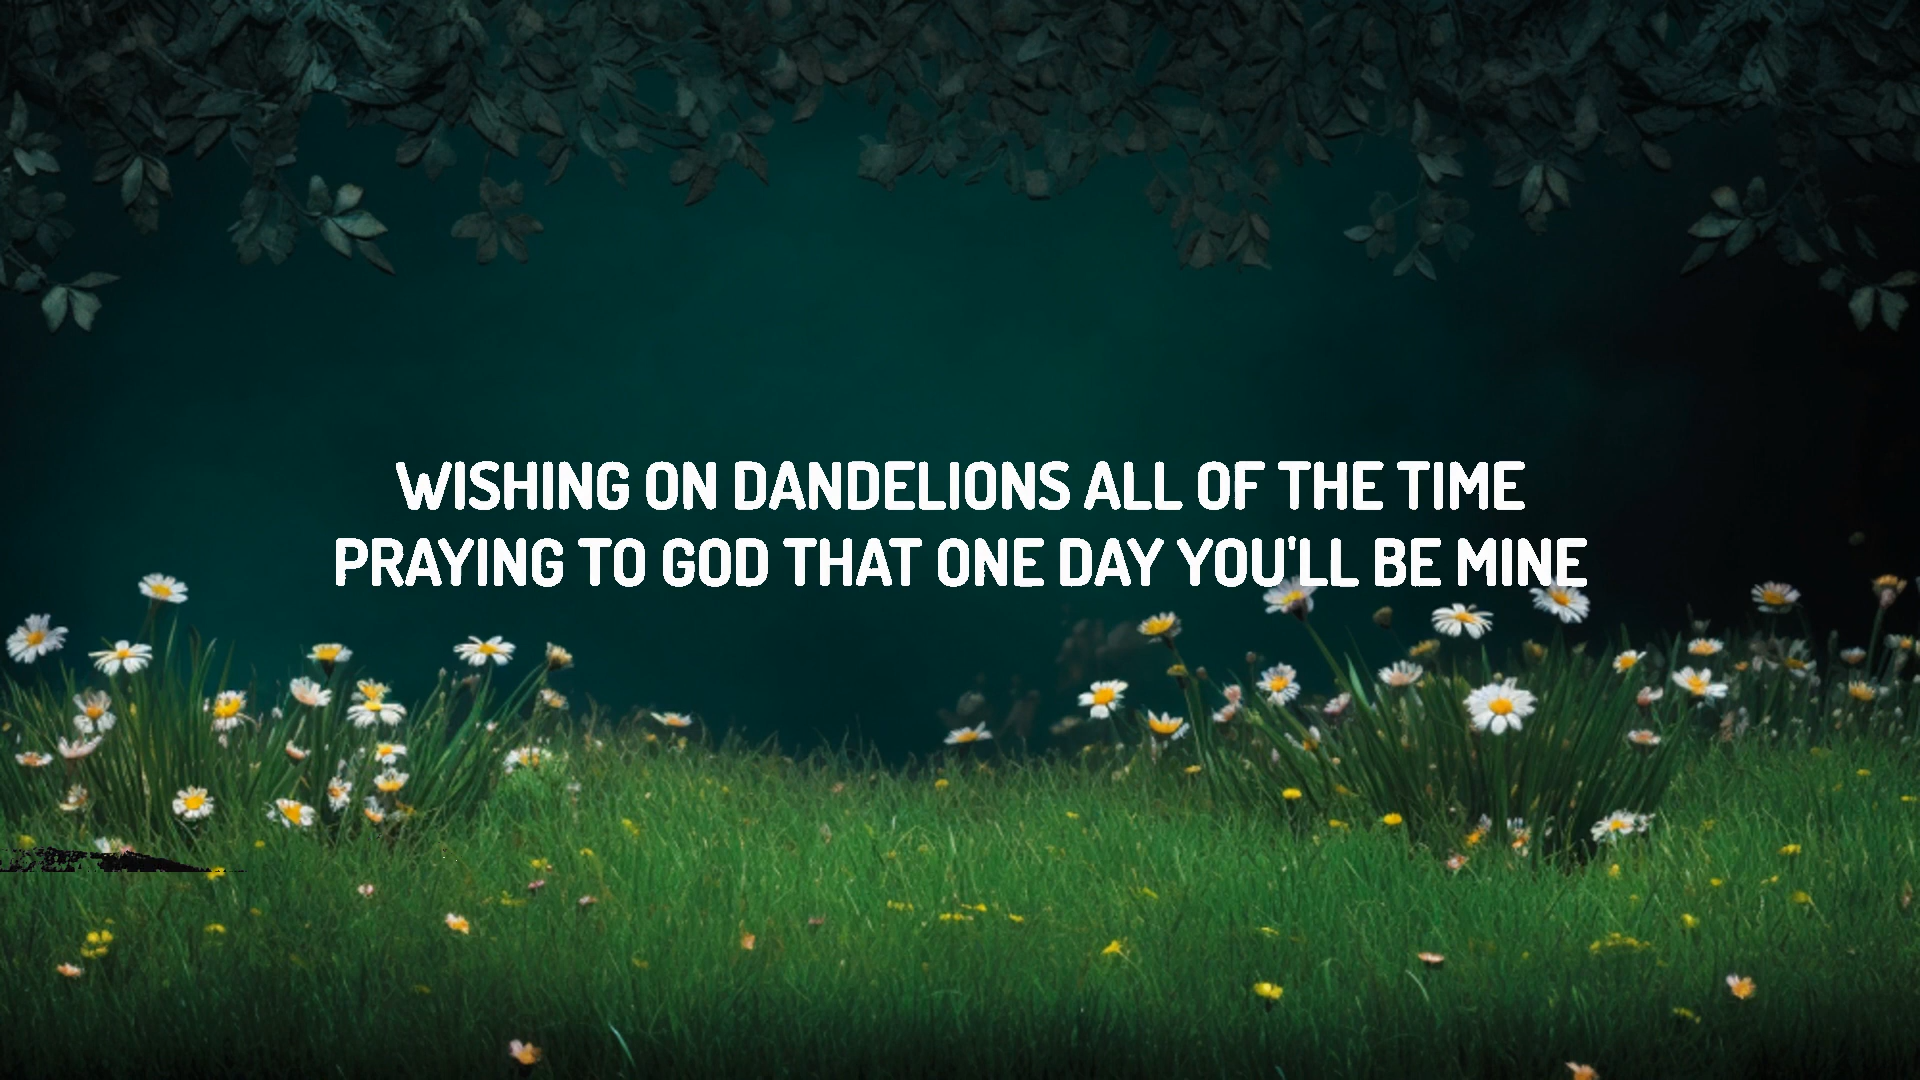 WISHING ON DANDELIONS ALL OF THE TIME
PRAYING TO GOD THAT ONE DAY YOU'LL BE MINE